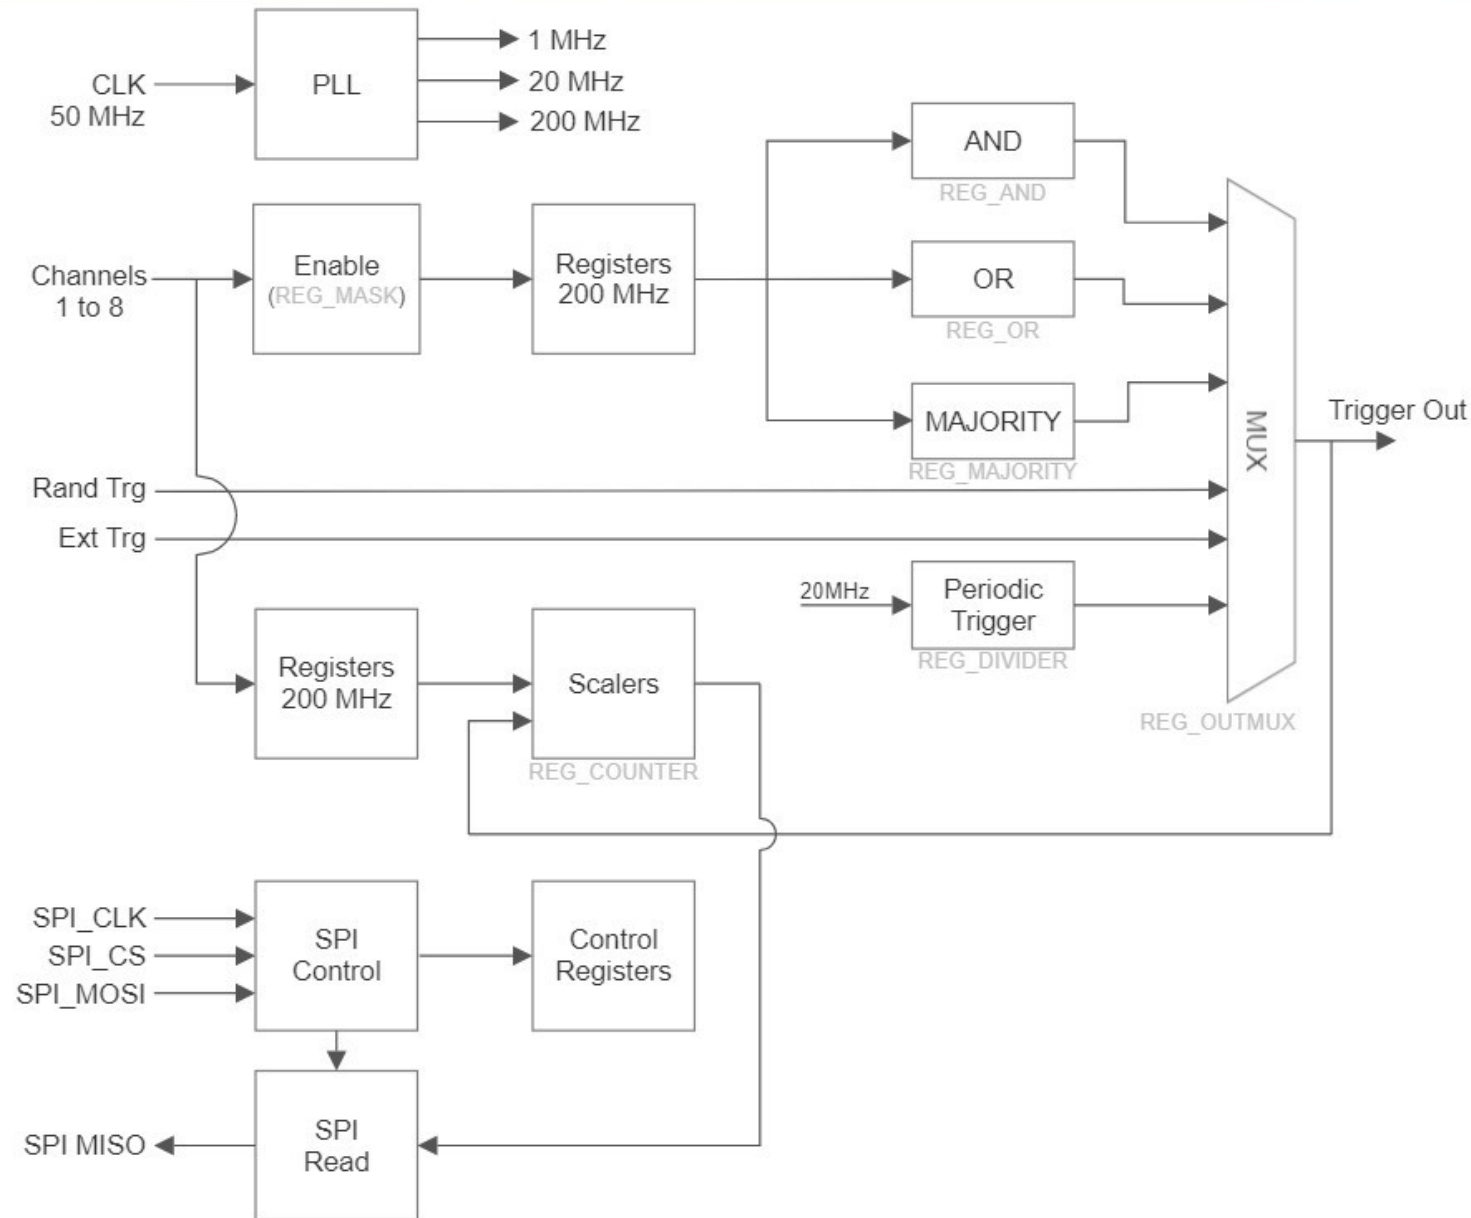 CLK
50 MHz
PLL
1 MHz
20 MHz
200 MHz
Channels
1 to 8
Enable
(REG_MASK)
Registers
200 MHz
AND
REG_AND
OR
REG_OR
MAJORITY
REG_MAJORITY
MUX
REG_OUTMUX
Trigger Out
Rand Trg
Ext Trg
20MHz
Periodic
Trigger
REG_DIVIDER
Registers
200 MHz
Scalers
REG_COUNTER
SPI_CLK
SPI_CS
SPI_MOSI
SPI
Control
Control
Registers
SPI MISO
SPI
Read